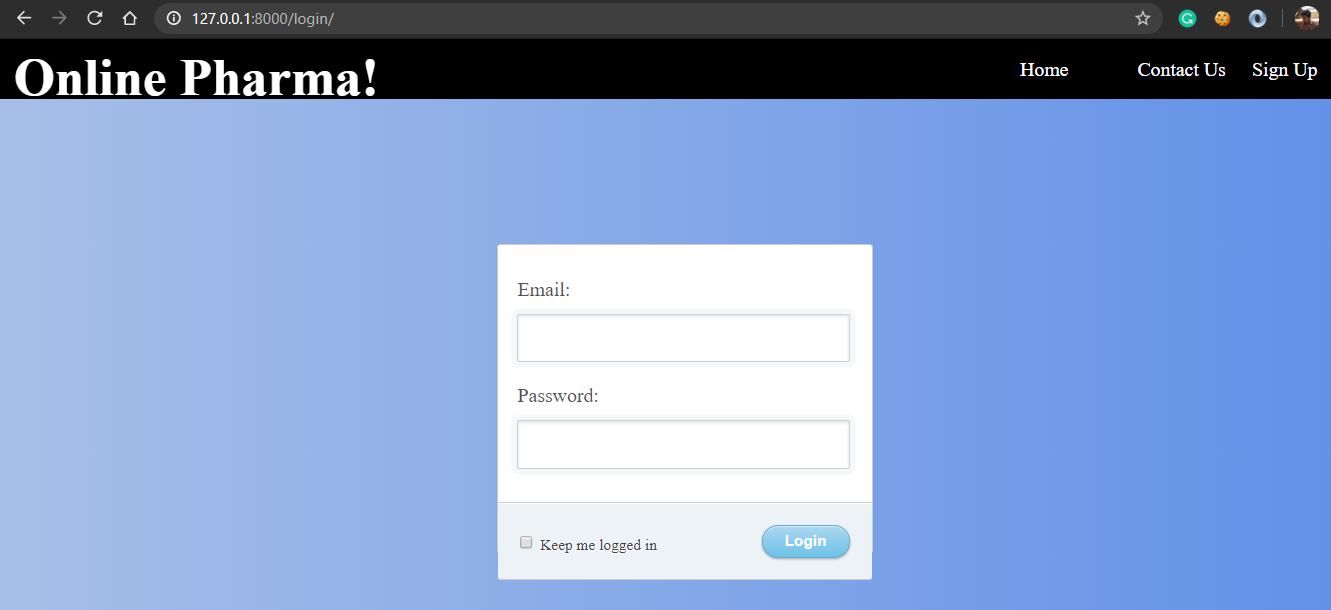 127.0.0.1:8000/login/
Online Pharma!
Home Contact Us Sign Up
Email:
Password:
Keep me logged in Login